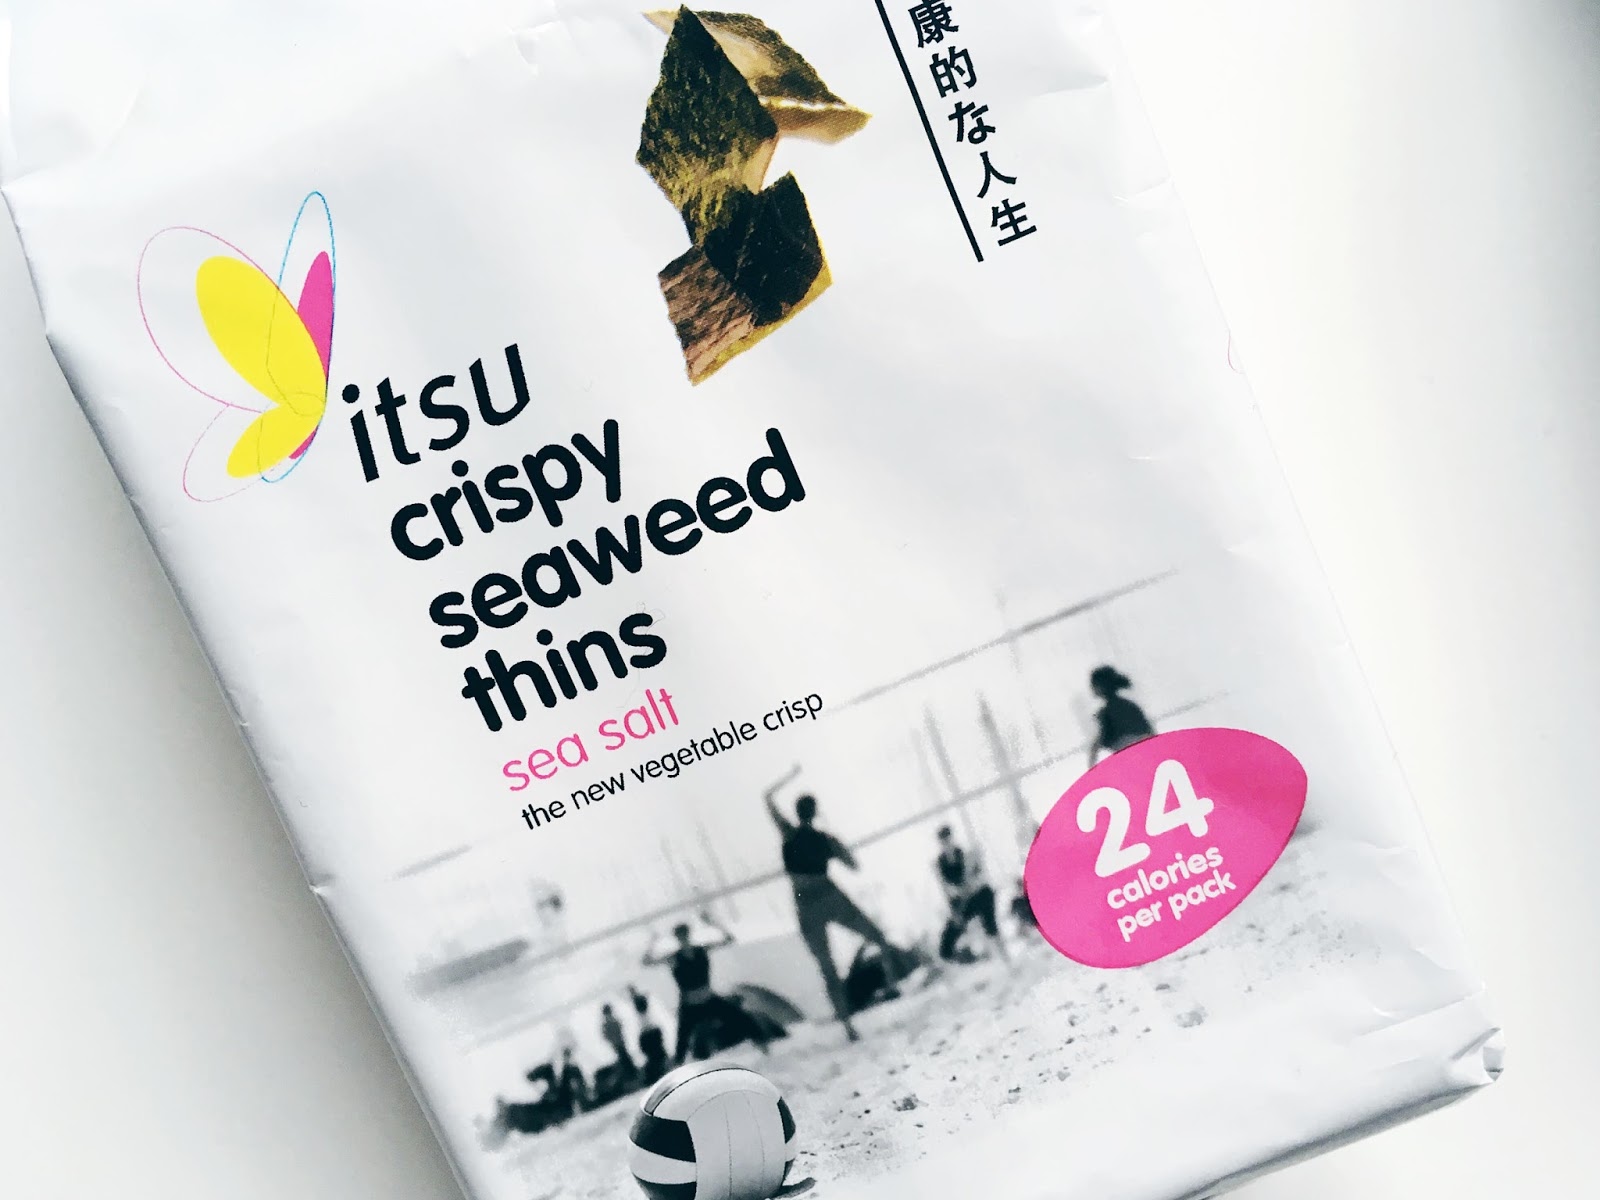 康的な人生
itsu
crispy
seaweed
thins
sea salt
the new vegetable crisp
24
calories
per pack